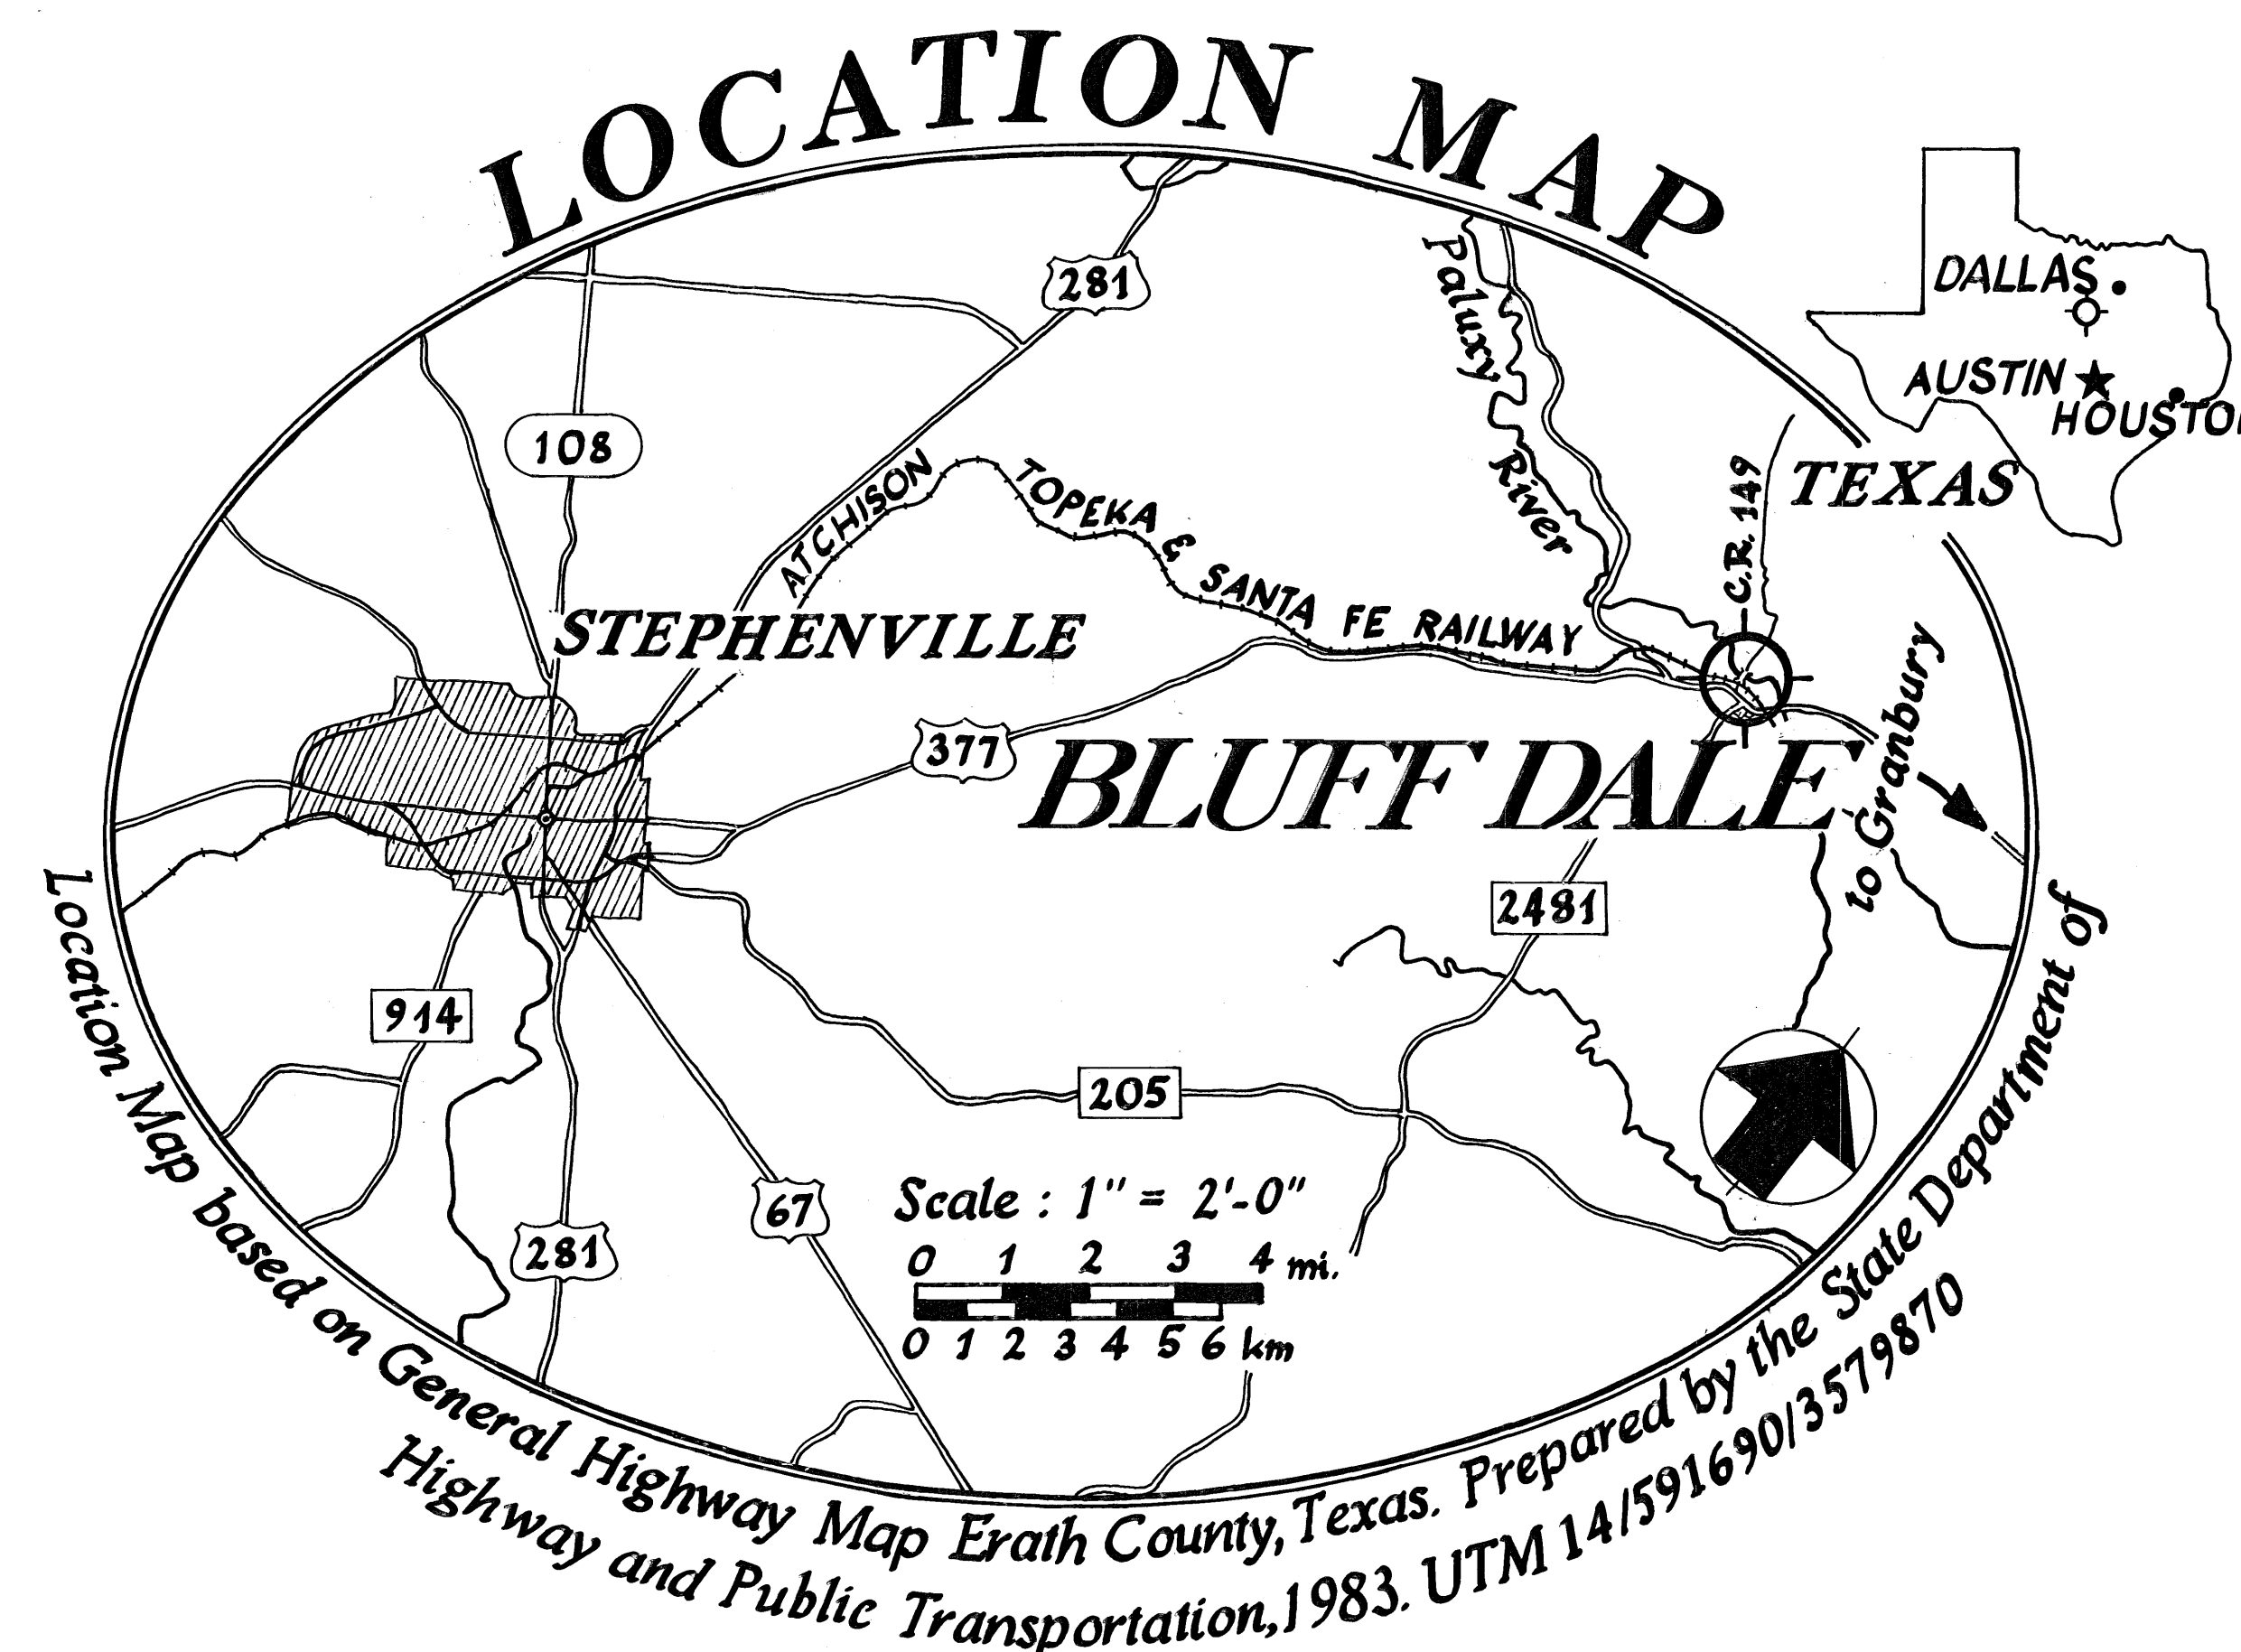 LOCATION MAP
281
Paluxy River
DALLAS
AUSTIN
HOUSTO
TEXAS
108
C.R. 149
ATCHISON TOPEKA & SANTA FE RAILWAY
STEPHENVILLE
377
BLUFF DALE
to Granbury
2481
914
205
67
281
Scale : 1" = 2'-0"
0 1 2 3 4 mi.
0 1 2 3 4 5 6 km
Location Map based on General Highway Map Erath County, Texas. Prepared by the State Department of
Highway and Public Transportation, 1983. UTM 14/591690/3579870